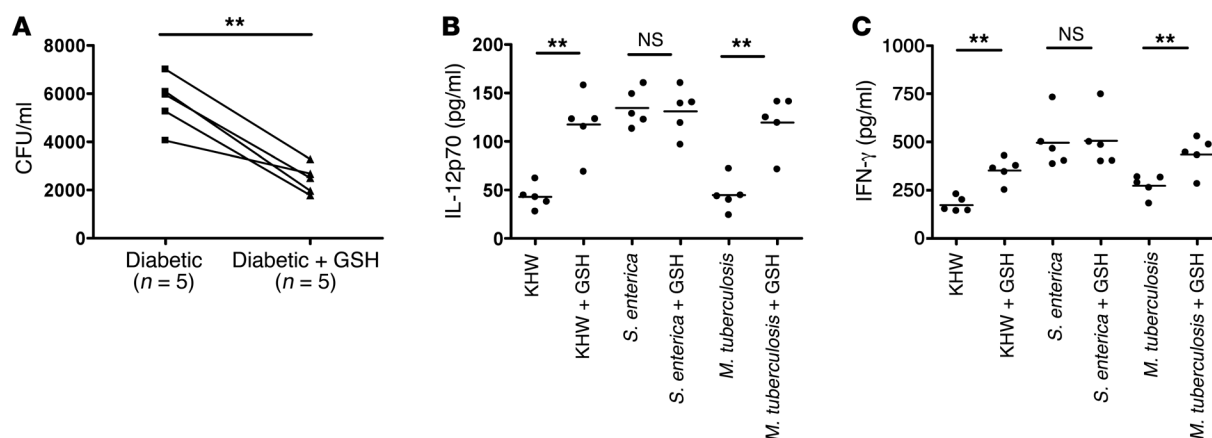 A
**
8000
6000
4000
2000
0
CFU/ml
Diabetic
(n = 5)
Diabetic + GSH
(n = 5)
B
200
150
100
50
0
IL-12p70 (pg/ml)
**
NS
**
KHW
KHW + GSH
S. enterica
S. enterica + GSH
M. tuberculosis
M. tuberculosis + GSH
C
1000
750
500
250
0
IFN-γ (pg/ml)
**
NS
**
KHW
KHW + GSH
S. enterica
S. enterica + GSH
M. tuberculosis
M. tuberculosis + GSH